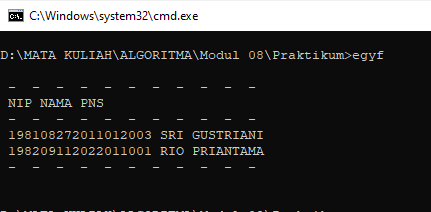 C:\Windows\system32\cmd.exe
D:\MATA KULIAH\ALGORITMA\Modul 08\Praktikum>egyf
- - - - - - - - - - - -
NIP NAMA PNS
- - - - - - - - - - - -
198108272011012003 SRI GUSTRIANI
198209112022011001 RIO PRIANTAMA
- - - - - - - - - - - -